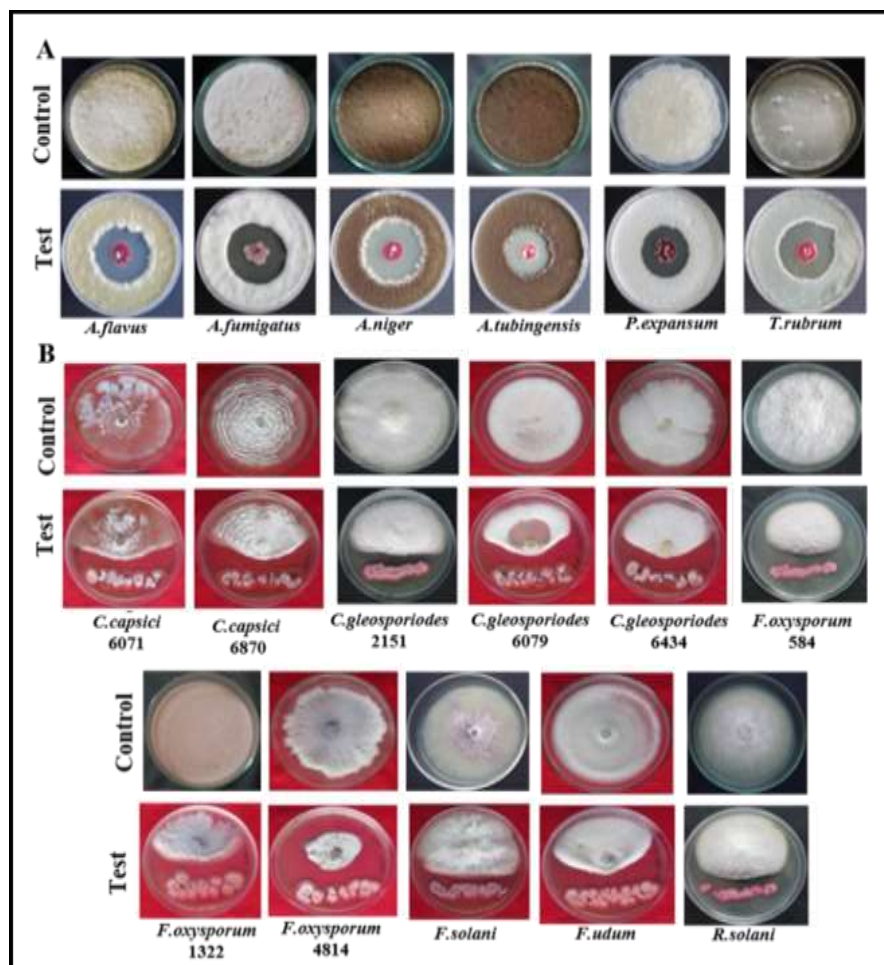 A
Control
Test
A.flavus A.fumigatus A.niger A.tubingensis P.expansum T.rubrum
B
Control
Test
C.capsici C.capsici C.gleosporiodes C.gleosporiodes C.gleosporiodes F.oxysporum
6071 6870 2151 6079 6434 584
Control
Test
F.oxysporum F.oxysporum F.solani F.udum R.solani
1322 4814